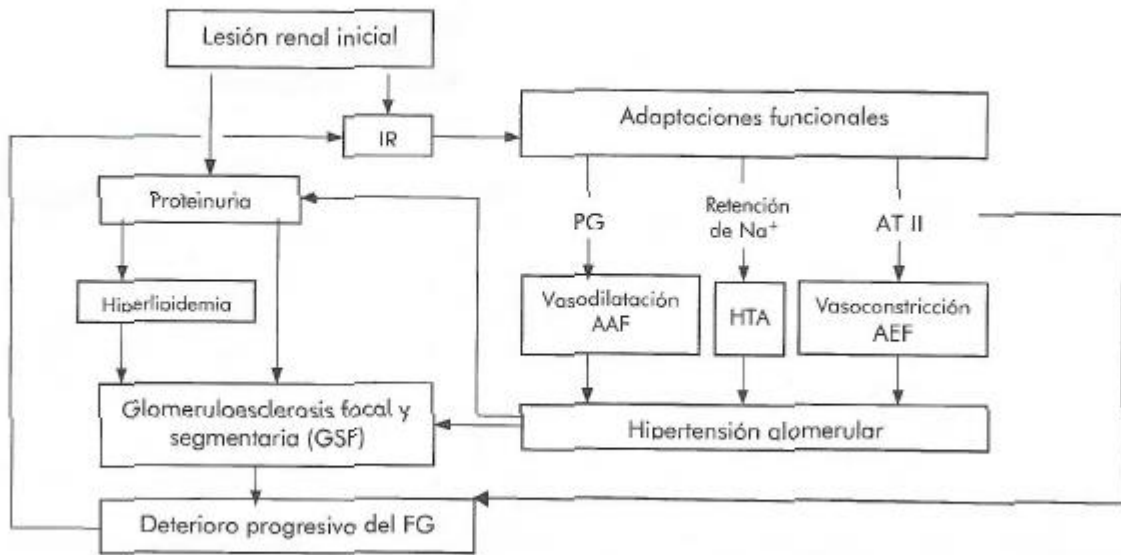 Lesión renal inicial
IR
Adaptaciones funcionales
Proteinuria
PG
Retención
de Na⁺
AT II
Hiperlipidemia
Vasodilatación
AAF
HTA
Vasoconstricción
AEF
Glomeruloesclerosis focal y
segmentaria (GSF)
Hipertensión glomerular
Deterioro progresivo del FG